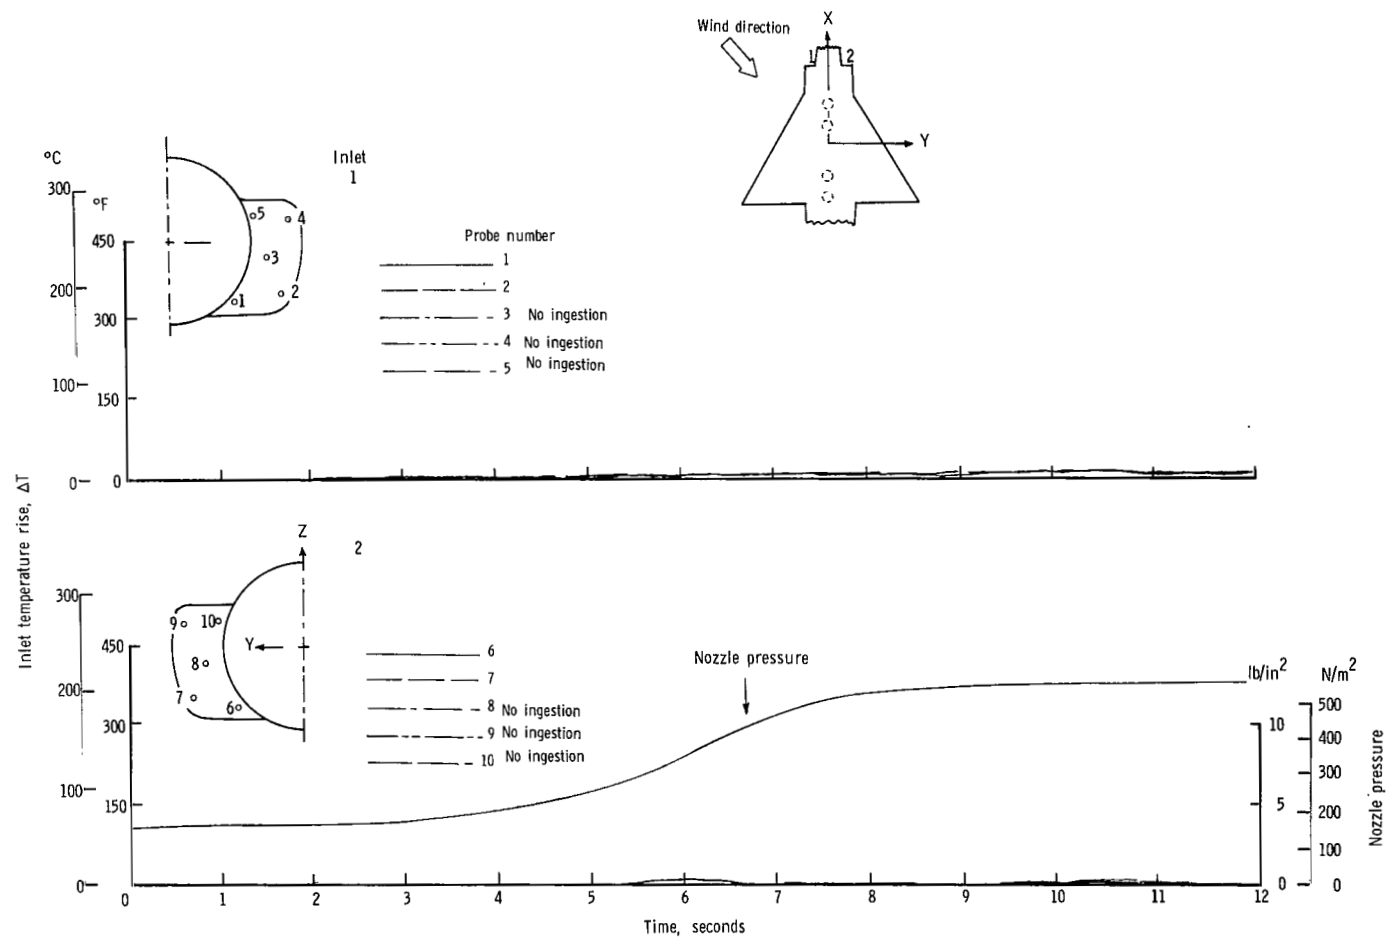 Wind direction
X
1 2
Y
°C
Inlet
1
300
°F
5 4
450
Probe number
3
1
200
2
1 2
300
3 No ingestion
4 No ingestion
5 No ingestion
100
150
0 0
Inlet temperature rise, ΔT
Z
2
300
9 10
450
Y
8
6
7
200
7
6
8 No ingestion
300
9 No ingestion
10 No ingestion
100
150
0
Nozzle pressure
lb/in2 N/m2
500
10
400
300
5
200
100
0 0
Nozzle pressure
0 1 2 3 4 5 6 7 8 9 10 11 12
Time, seconds